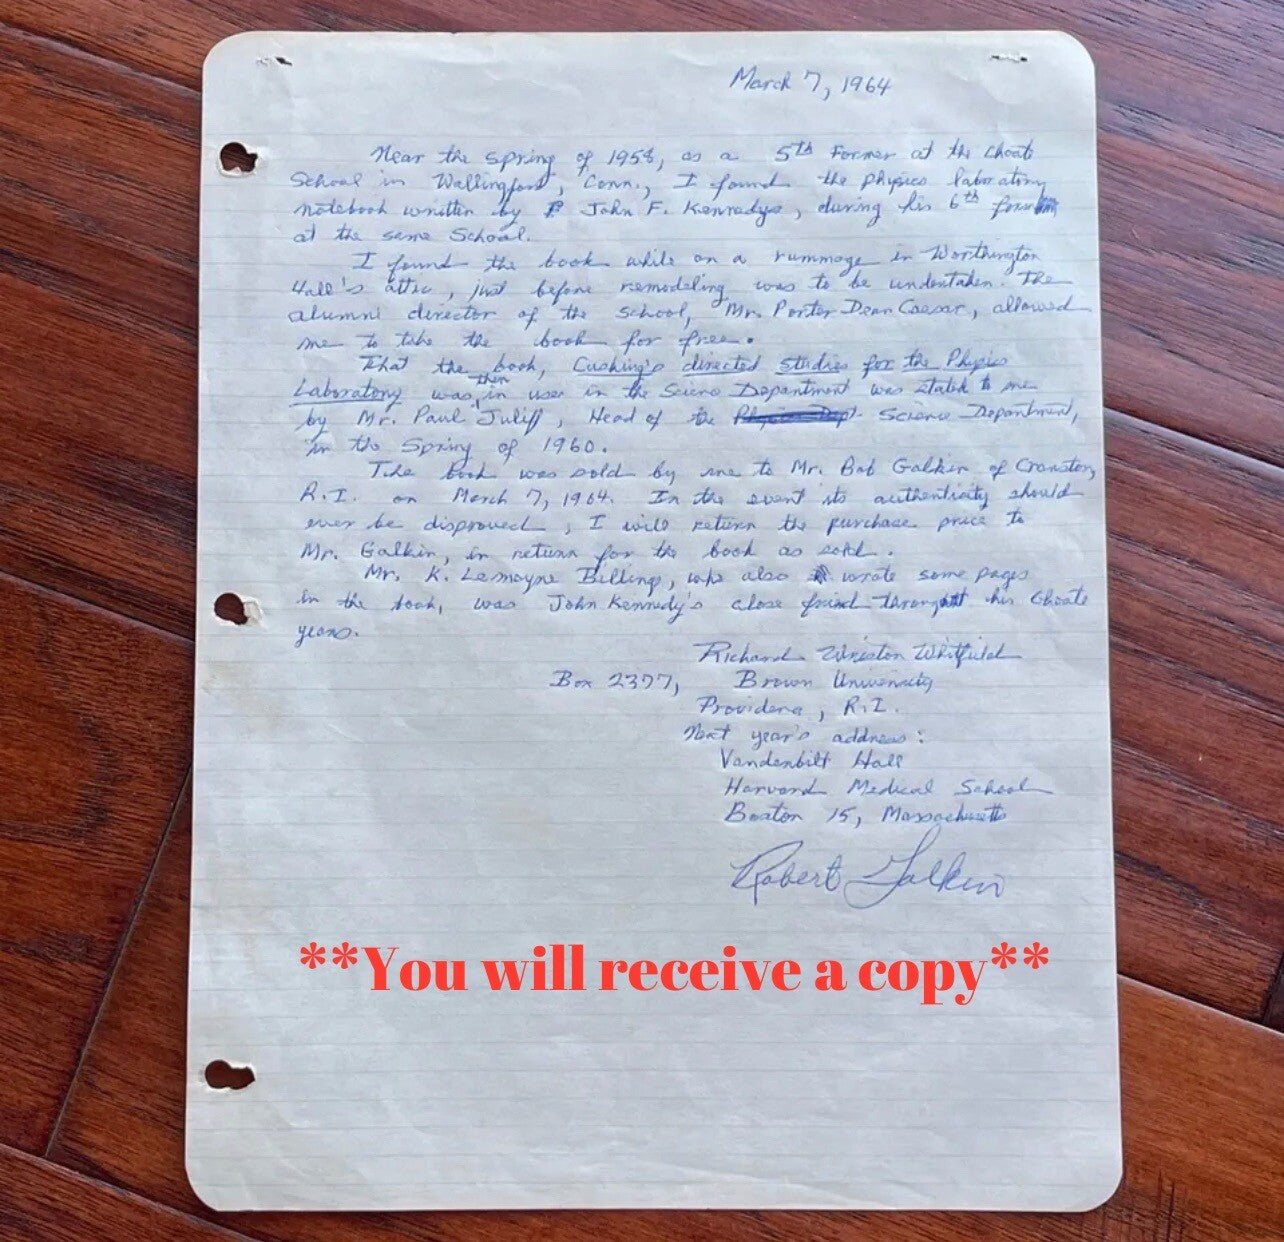 March 7, 1964
Near the Spring of 1958, as a 5th Former at the Choate
School in Wallingford, Conn., I found the physics laboratory
notebook written by John F. Kennedys, during his 6th form
at the same School.
I found the book while on a rummage in Worthington
Hall's attic, just before remodeling was to be undertaken. The
alumni director of the school, Mr. Porter Dean Caesar, allowed
me to take the book for free.
That the book, Cushing's directed Studies for the Physics
Laboratory was then in use in the Science Department was stated to me
by Mr. Paul Juliff, Head of the Science Department,
in the Spring of 1960.
The book was sold by me to Mr. Bob Galkin of Cranston,
R.I. on March 7, 1964. In the event its authenticity should
ever be disproved, I will return the purchase price to
Mr. Galkin, in return for the book as sold.
Mr. K. Lemoyne Billings, who also wrote some pages
in the book, was John Kennedy's close friend throughout his Choate
years.
Richard Wriston Whitfield
Box 2377, Brown University
Providence, R.I.
Next year's address:
Vanderbilt Hall
Harvard Medical School
Boston 15, Massachusetts
Robert Galkin
**You will receive a copy**